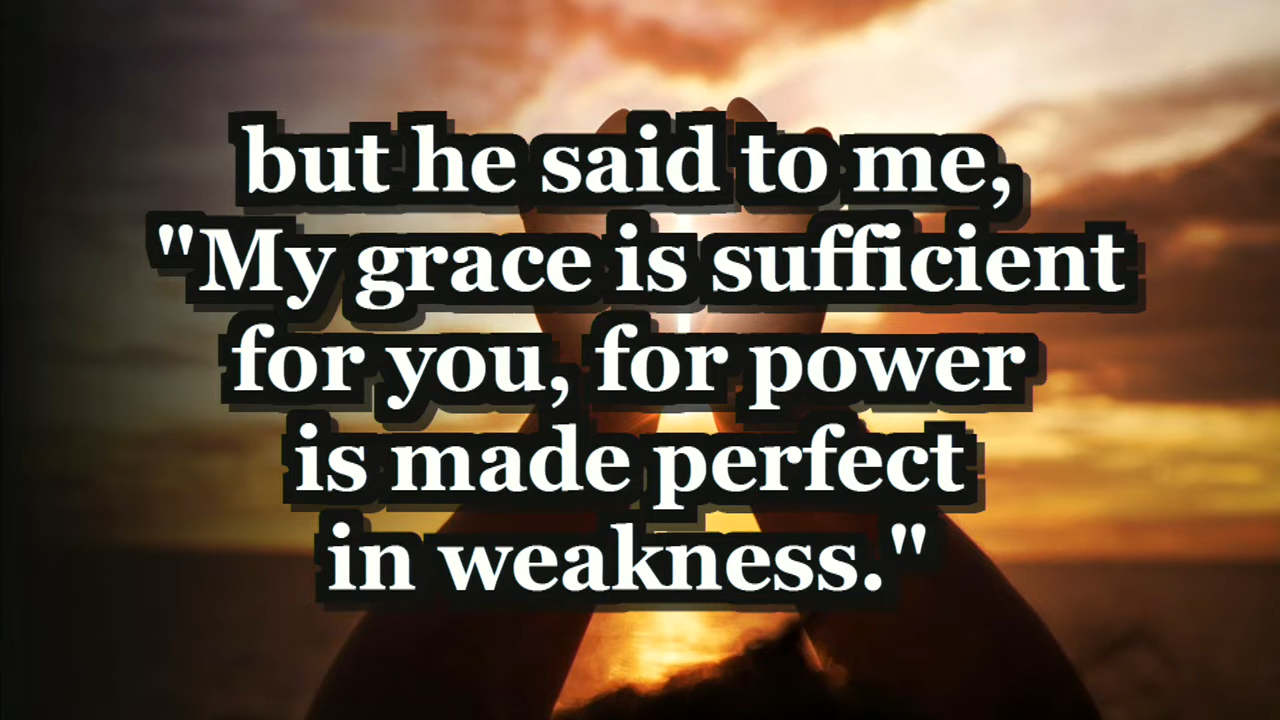 but he said to me,
"My grace is sufficient
for you, for power
is made perfect
in weakness."